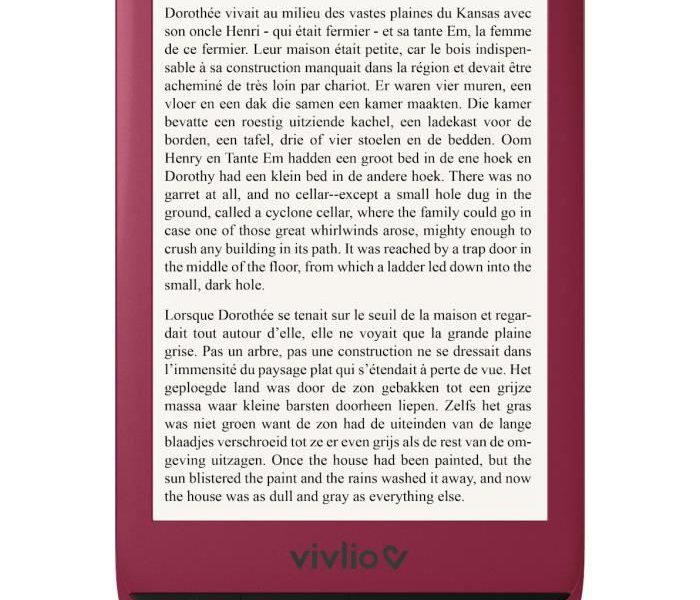 Dorothée vivait au milieu des vastes plaines du Kansas avec
son oncle Henri - qui était fermier - et sa tante Em, la femme
de ce fermier. Leur maison était petite, car le bois indispen-
sable à sa construction manquait dans la région et devait être
acheminé de très loin par chariot. Er waren vier muren, een
vloer en een dak die samen een kamer maakten. Die kamer
bevatte een roestig uitziende kachel, een ladekast voor de
borden, een tafel, drie of vier stoelen en de bedden. Oom
Henry en Tante Em hadden een groot bed in de ene hoek en
Dorothy had een klein bed in de andere hoek. There was no
garret at all, and no cellar--except a small hole dug in the
ground, called a cyclone cellar, where the family could go in
case one of those great whirlwinds arose, mighty enough to
crush any building in its path. It was reached by a trap door in
the middle of the floor, from which a ladder led down into the
small, dark hole.
Lorsque Dorothée se tenait sur le seuil de la maison et regar-
dait tout autour d'elle, elle ne voyait que la grande plaine
grise. Pas un arbre, pas une construction ne se dressait dans
l'immensité du paysage plat qui s'étendait à perte de vue. Het
geploegde land was door de zon gebakken tot een grijze
massa waar kleine barsten doorheen liepen. Zelfs het gras
was niet groen want de zon had de uiteinden van de lange
blaadjes verschroeid tot ze er even grijs als de rest van de om-
geving uitzagen. Once the house had been painted, but the
sun blistered the paint and the rains washed it away, and now
the house was as dull and gray as everything else.
vivlio